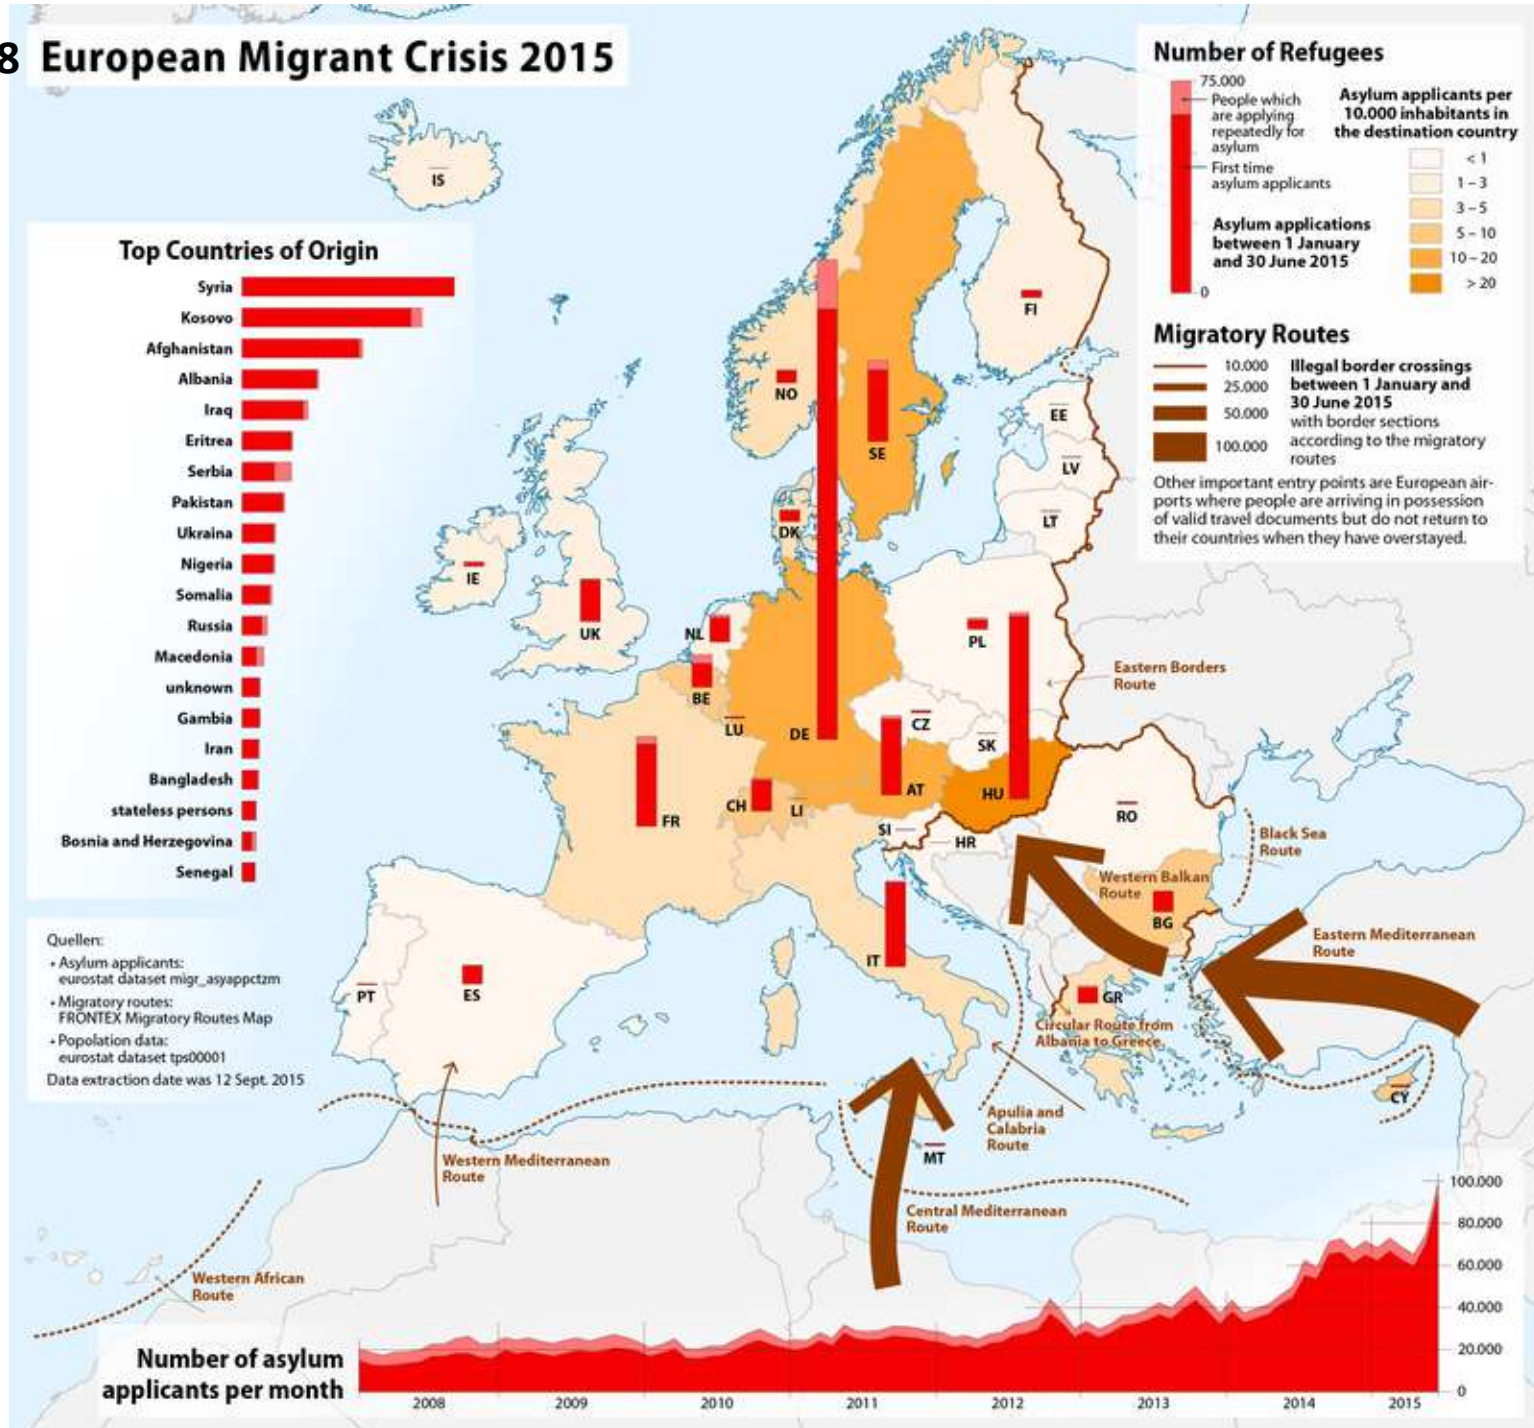 8 European Migrant Crisis 2015
Number of Refugees
75.000
People which
are applying
repeatedly for
asylum
First time
asylum applicants
Asylum applications
between 1 January
and 30 June 2015
0
Asylum applicants per
10.000 inhabitants in
the destination country
< 1
1 – 3
3 – 5
5 – 10
10 – 20
> 20
Migratory Routes
10.000
25.000
50.000
100.000
Illegal border crossings
between 1 January and
30 June 2015
with border sections
according to the migratory
routes
Other important entry points are European air-
ports where people are arriving in possession
of valid travel documents but do not return to
their countries when they have overstayed.
Top Countries of Origin
Syria
Kosovo
Afghanistan
Albania
Iraq
Eritrea
Serbia
Pakistan
Ukraina
Nigeria
Somalia
Russia
Macedonia
unknown
Gambia
Iran
Bangladesh
stateless persons
Bosnia and Herzegovina
Senegal
Quellen:
• Asylum applicants:
eurostat dataset migr_asyappctzm
• Migratory routes:
FRONTEX Migratory Routes Map
• Popolation data:
eurostat dataset tps00001
Data extraction date was 12 Sept. 2015
IS
FI
NO
SE
EE
LV
LT
DK
IE
UK
NL
PL
BE
LU
DE
CZ
SK
FR
CH
LI
AT
HU
SI
HR
RO
BG
IT
PT
ES
GR
MT
CY
Eastern Borders
Route
Black Sea
Route
Western Balkan
Route
Eastern Mediterranean
Route
Circular Route from
Albania to Greece
Apulia and
Calabria
Route
Western Mediterranean
Route
Central Mediterranean
Route
Western African
Route
Number of asylum
applicants per month
100.000
80.000
60.000
40.000
20.000
0
2008
2009
2010
2011
2012
2013
2014
2015